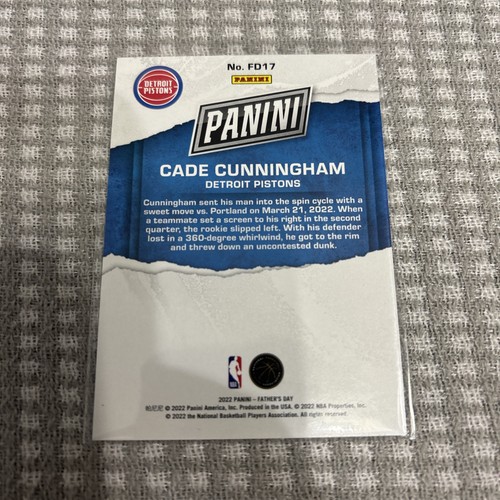 No. FD17
PANINI
DETROIT
PISTONS
PANINI
CADE CUNNINGHAM
DETROIT PISTONS
Cunningham sent his man into the spin cycle with a
sweet move vs. Portland on March 21, 2022. When
a teammate set a screen to his right in the second
quarter, the rookie slipped left. With his defender
lost in a 360-degree whirlwind, he got to the rim
and threw down an uncontested dunk.
NBA
2022 PANINI – FATHER'S DAY
帕尼尼 © 2022 Panini America, Inc. Produced in the USA. © 2022 NBA Properties, Inc.
© 2022 the National Basketball Players Association. All rights reserved.